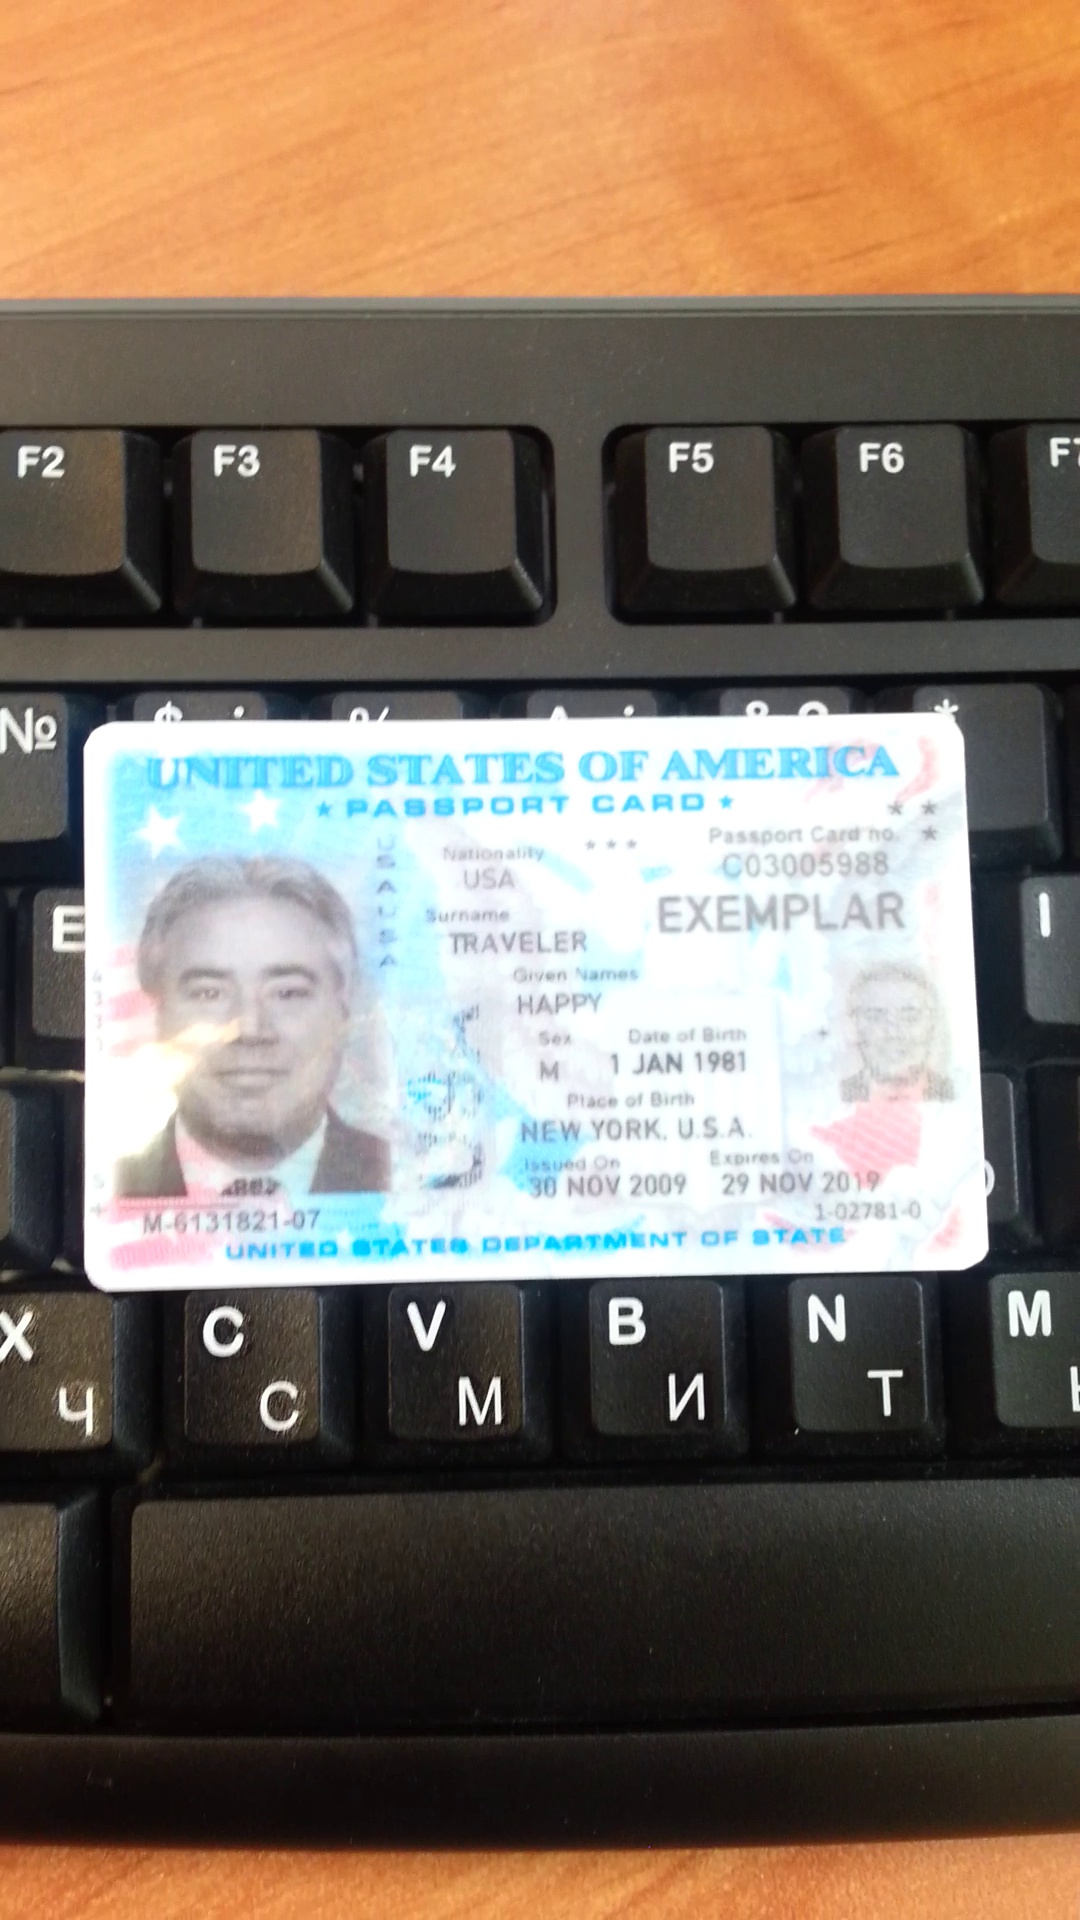 F2 F3 F4 F5 F6 F7
№ $ % *
E I
UNITED STATES OF AMERICA
★ PASSPORT CARD ★
USAUSA
Nationality
USA
Passport Card no.
C03005988
EXEMPLAR
Surname
TRAVELER
Given Names
HAPPY
Sex Date of Birth
M 1 JAN 1981
Place of Birth
NEW YORK, U.S.A.
Issued On Expires On
30 NOV 2009 29 NOV 2019
M-6131821-07 1-02781-0
UNITED STATES DEPARTMENT OF STATE
X C V B N M
Ч С М И Т